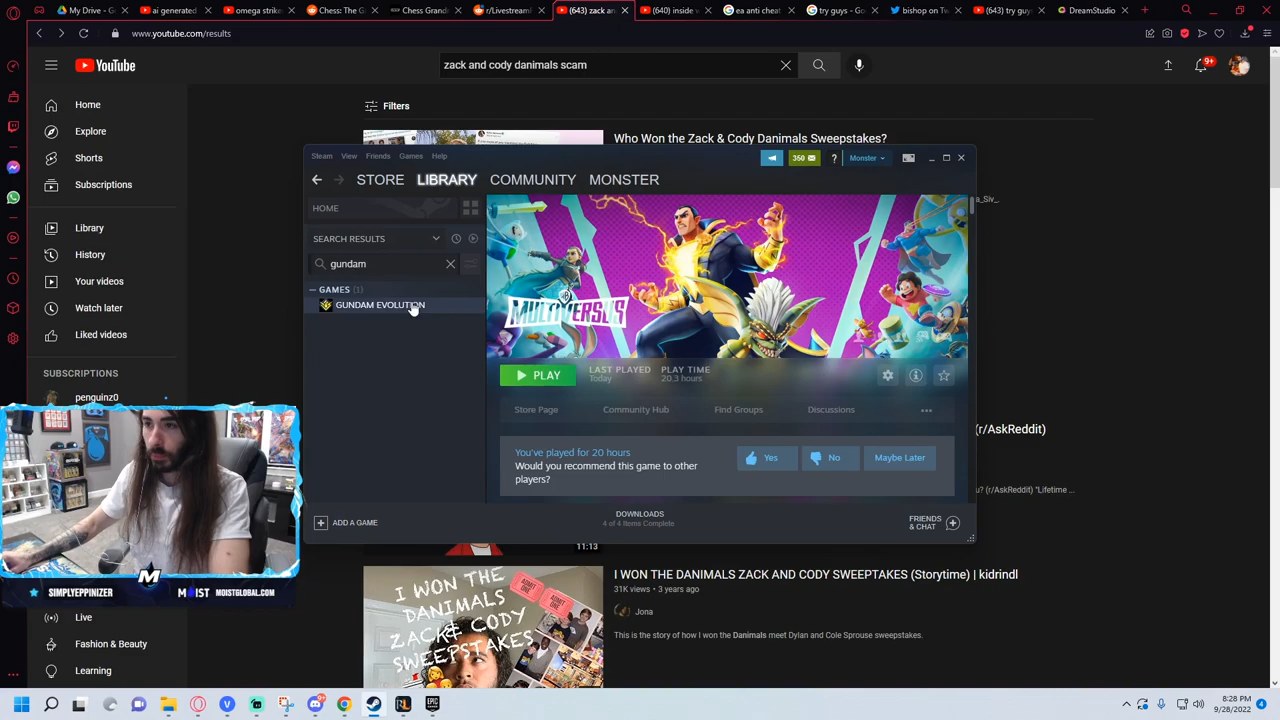 My Drive - G
ai generated
omega strike
Chess: The G
Chess Grandm
r/Livestream
(643) zack an
(640) inside
ea anti cheat
try guys - Go
bishop on Tw
(643) try guy
DreamStudio
www.youtube.com/results
YouTube
zack and cody danimals scam
9+
Home
Explore
Shorts
Subscriptions
Library
History
Your videos
Watch later
Liked videos
SUBSCRIPTIONS
penguinz0
Live
Fashion & Beauty
Learning
Filters
Who Won the Zack & Cody Danimals Sweepstakes?
a_Siv_.
(r/AskReddit)
u? (r/AskReddit) "Lifetime ...
11:13
I WON THE DANIMALS ZACK AND CODY SWEEPSTAKES (Storytime) | kidrindl
31K views • 3 years ago
Jona
This is the story of how I won the Danimals meet Dylan and Cole Sprouse sweepstakes.
I WON THE
DANIMALS
ZACK & CODY
SWEEPSTAKES
Steam View Friends Games Help
350
Monster
STORE LIBRARY COMMUNITY MONSTER
HOME
SEARCH RESULTS
gundam
GAMES (1)
GUNDAM EVOLUTION
MULTIVERSUS
PLAY
LAST PLAYED
Today
PLAY TIME
20.3 hours
Store Page
Community Hub
Find Groups
Discussions
You've played for 20 hours
Would you recommend this game to other
players?
Yes
No
Maybe Later
ADD A GAME
DOWNLOADS
4 of 4 Items Complete
FRIENDS
& CHAT
SIMPLYEPPINIZER
MOIST
MOISTGLOBAL.COM
8:28 PM
9/28/2022
4